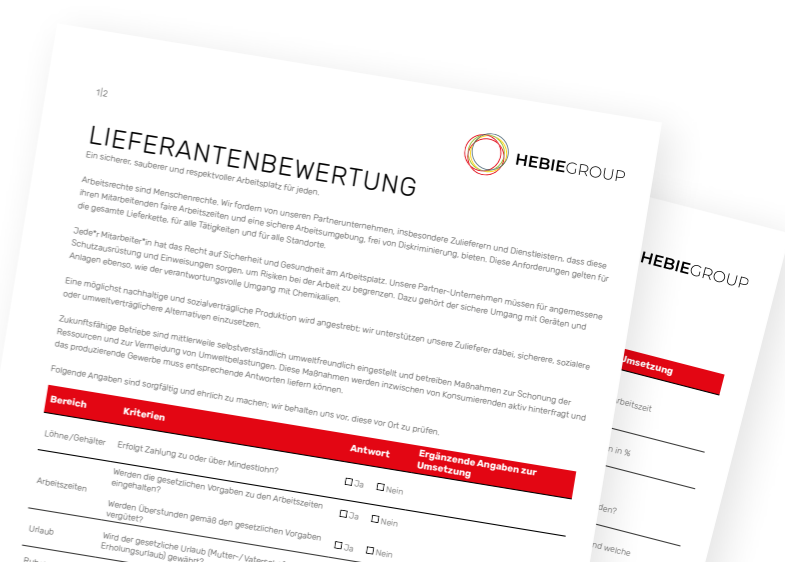 1|2
HEBIEGROUP
LIEFERANTENBEWERTUNG
Ein sicherer, sauberer und respektvoller Arbeitsplatz für jeden.
Arbeitsrechte sind Menschenrechte. Wir fordern von unseren Partnerunternehmen, insbesondere Zulieferern und Dienstleistern, dass diese
ihren Mitarbeitenden faire Arbeitszeiten und eine sichere Arbeitsumgebung, frei von Diskriminierung, bieten. Diese Anforderungen gelten für
die gesamte Lieferkette, für alle Tätigkeiten und für alle Standorte.
Jede*r Mitarbeiter*in hat das Recht auf Sicherheit und Gesundheit am Arbeitsplatz. Unsere Partner-Unternehmen müssen für angemessene
Schutzausrüstung und Einweisungen sorgen, um Risiken bei der Arbeit zu begrenzen. Dazu gehört der sichere Umgang mit Geräten und
Anlagen ebenso, wie der verantwortungsvolle Umgang mit Chemikalien.
Eine möglichst nachhaltige und sozialverträgliche Produktion wird angestrebt; wir unterstützen unsere Zulieferer dabei, sicherere, sozialere
oder umweltverträglichere Alternativen einzusetzen.
Zukunftsfähige Betriebe sind mittlerweile selbstverständlich umweltfreundlich eingestellt und betreiben Maßnahmen zur Schonung der
Ressourcen und zur Vermeidung von Umweltbelastungen. Diese Maßnahmen werden inzwischen von Konsumierenden aktiv hinterfragt und
das produzierende Gewerbe muss entsprechende Antworten liefern können.
Folgende Angaben sind sorgfältig und ehrlich zu machen; wir behalten uns vor, diese vor Ort zu prüfen.
Bereich Kriterien Antwort Ergänzende Angaben zur
Umsetzung
Löhne/Gehälter Erfolgt Zahlung zu oder über Mindestlohn? Ja Nein
Arbeitszeiten Werden die gesetzlichen Vorgaben zu den Arbeitszeiten
eingehalten? Ja Nein
Werden Überstunden gemäß den gesetzlichen Vorgaben
vergütet? Ja Nein
Urlaub Wird der gesetzliche Urlaub (Mutter-/
Erholungsurlaub) gewährt?
HEBIEGROUP
Umsetzung
rbeitszeit
n in %
den?
nd welche